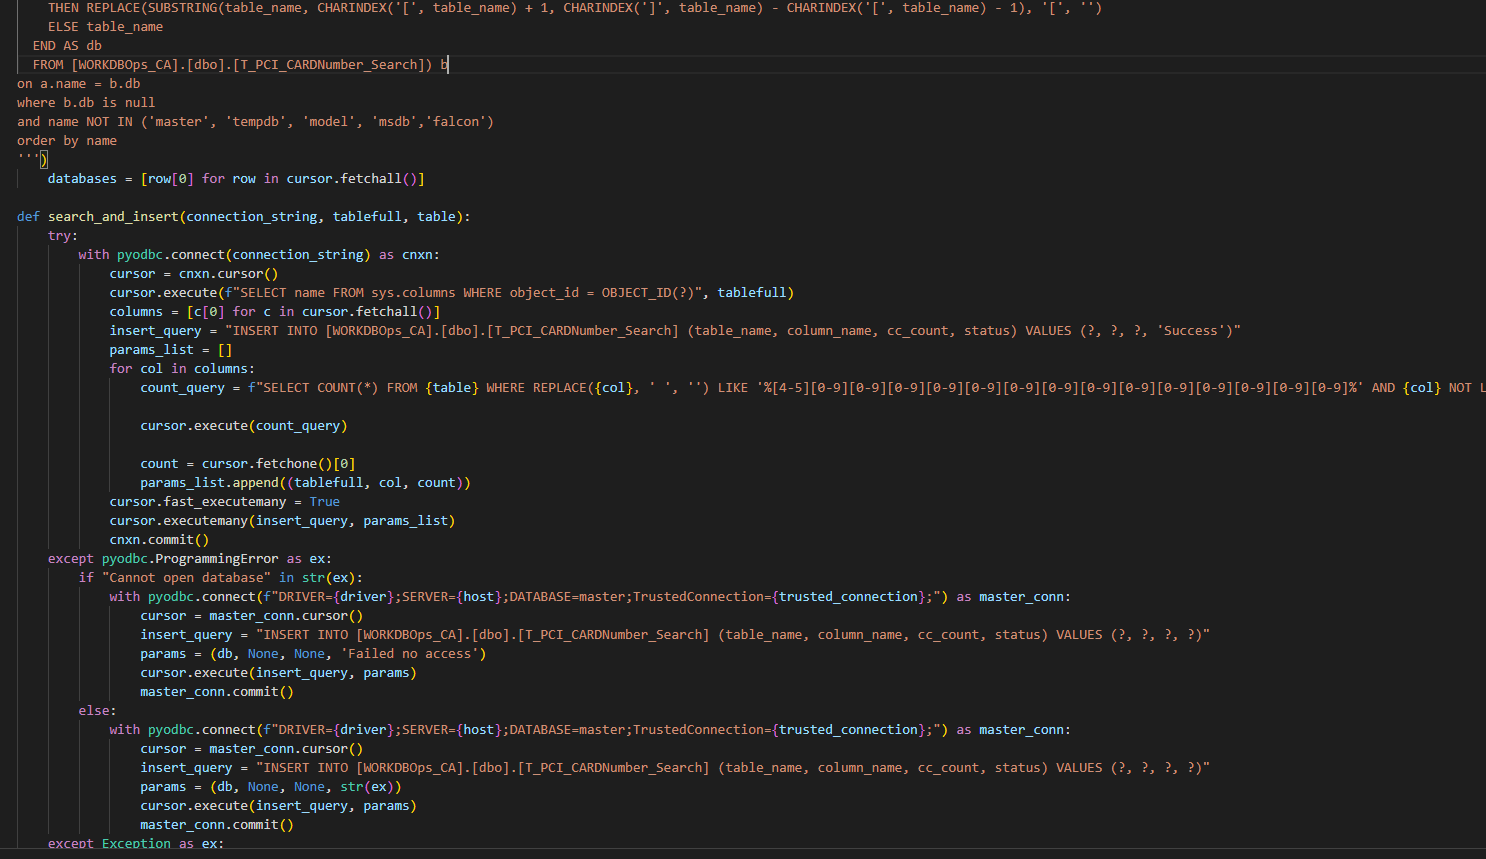 THEN REPLACE(SUBSTRING(table_name, CHARINDEX('[', table_name) + 1, CHARINDEX(']', table_name) - CHARINDEX('[', table_name) - 1), '[', '')
ELSE table_name
END AS db
FROM [WORKDBOps_CA].[dbo].[T_PCI_CARDNumber_Search]) b
on a.name = b.db
where b.db is null
and name NOT IN ('master', 'tempdb', 'model', 'msdb','falcon')
order by name
''')
databases = [row[0] for row in cursor.fetchall()]
def search_and_insert(connection_string, tablefull, table):
try:
with pyodbc.connect(connection_string) as cnxn:
cursor = cnxn.cursor()
cursor.execute(f"SELECT name FROM sys.columns WHERE object_id = OBJECT_ID(?)", tablefull)
columns = [c[0] for c in cursor.fetchall()]
insert_query = "INSERT INTO [WORKDBOps_CA].[dbo].[T_PCI_CARDNumber_Search] (table_name, column_name, cc_count, status) VALUES (?, ?, ?, 'Success')"
params_list = []
for col in columns:
count_query = f"SELECT COUNT(*) FROM {table} WHERE REPLACE({col}, ' ', '') LIKE '%[4-5][0-9][0-9][0-9][0-9][0-9][0-9][0-9][0-9][0-9][0-9][0-9][0-9][0-9][0-9]%' AND {col} NOT L
cursor.execute(count_query)
count = cursor.fetchone()[0]
params_list.append((tablefull, col, count))
cursor.fast_executemany = True
cursor.executemany(insert_query, params_list)
cnxn.commit()
except pyodbc.ProgrammingError as ex:
if "Cannot open database" in str(ex):
with pyodbc.connect(f"DRIVER={driver};SERVER={host};DATABASE=master;TrustedConnection={trusted_connection};") as master_conn:
cursor = master_conn.cursor()
insert_query = "INSERT INTO [WORKDBOps_CA].[dbo].[T_PCI_CARDNumber_Search] (table_name, column_name, cc_count, status) VALUES (?, ?, ?, ?)"
params = (db, None, None, 'Failed no access')
cursor.execute(insert_query, params)
master_conn.commit()
else:
with pyodbc.connect(f"DRIVER={driver};SERVER={host};DATABASE=master;TrustedConnection={trusted_connection};") as master_conn:
cursor = master_conn.cursor()
insert_query = "INSERT INTO [WORKDBOps_CA].[dbo].[T_PCI_CARDNumber_Search] (table_name, column_name, cc_count, status) VALUES (?, ?, ?, ?)"
params = (db, None, None, str(ex))
cursor.execute(insert_query, params)
master_conn.commit()
except Exception as ex: